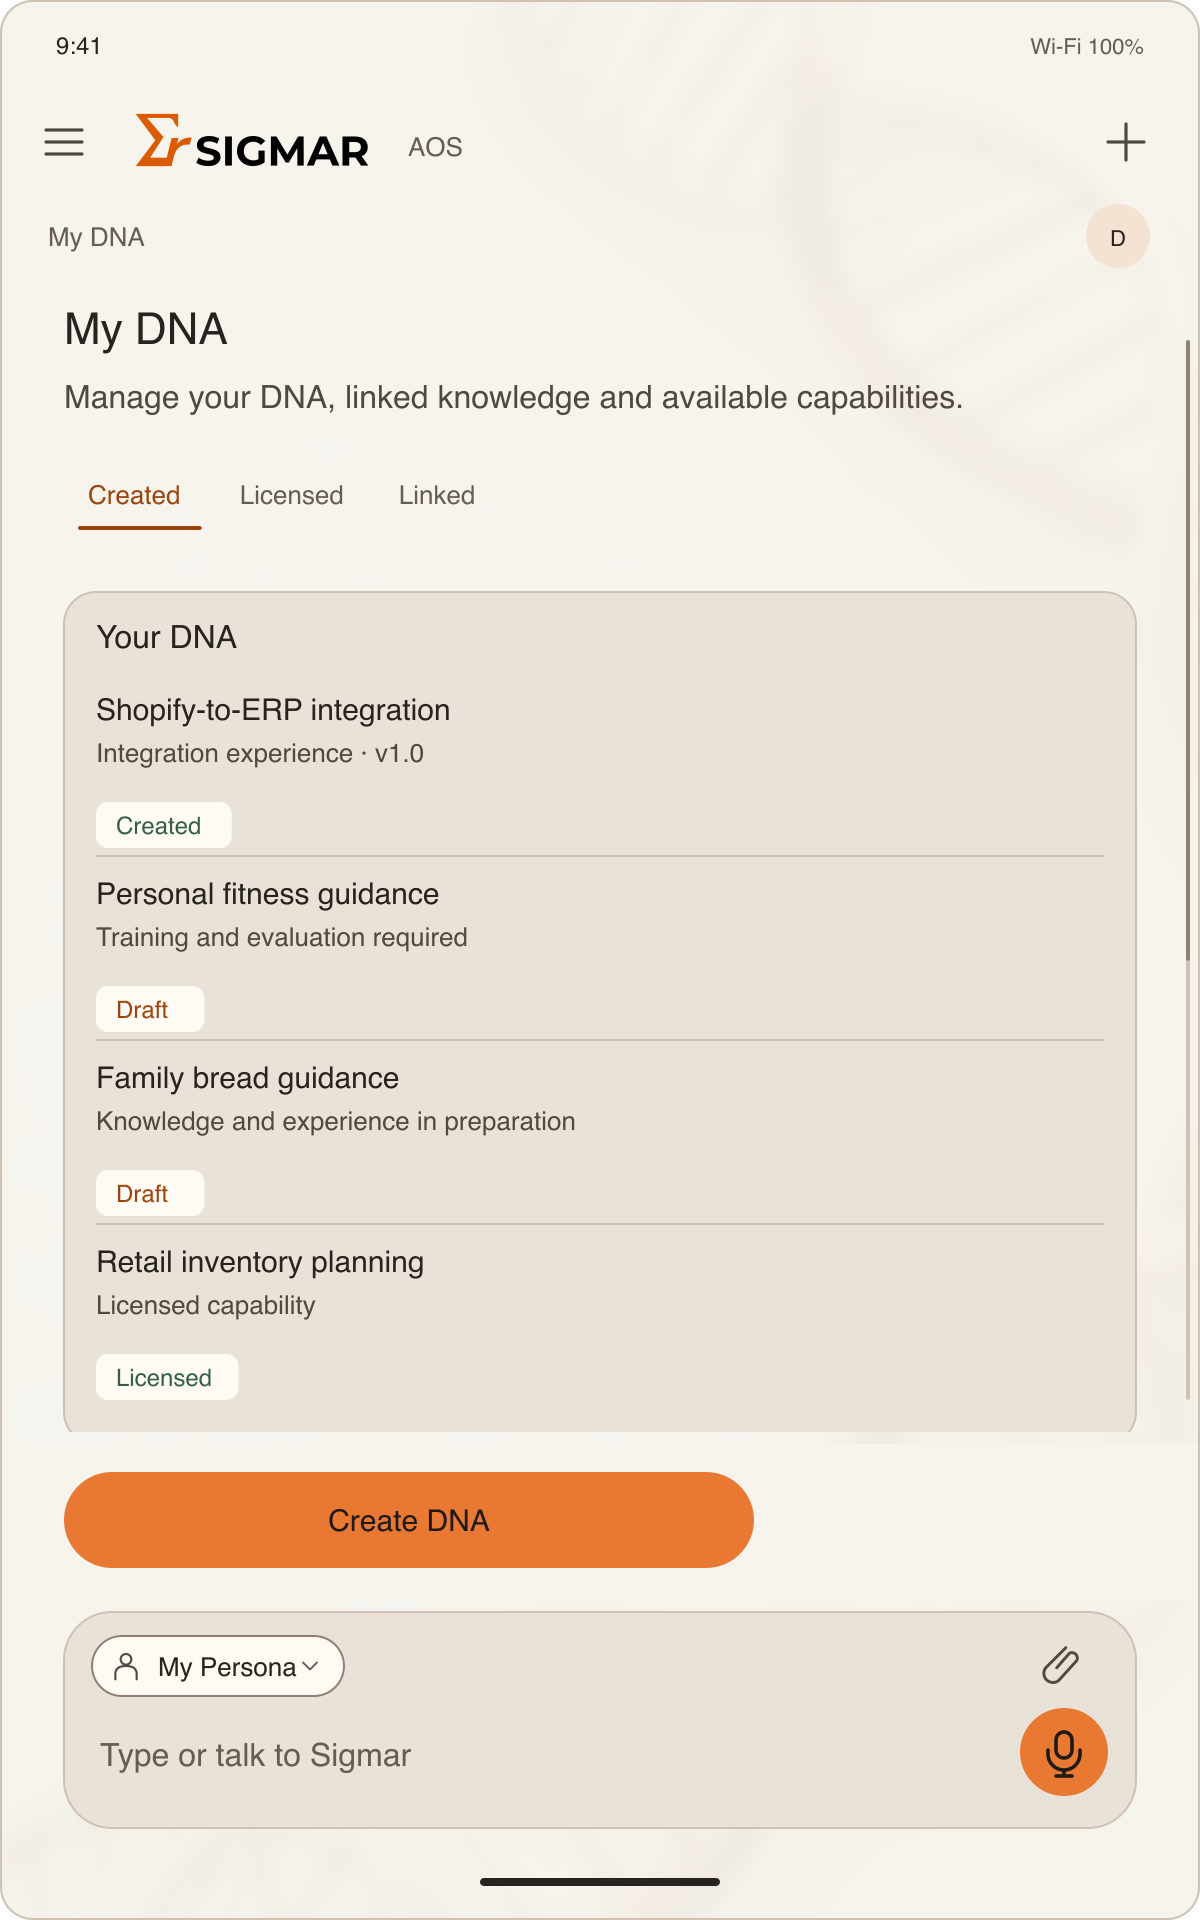 9:41
Wi-Fi 100%
Σr SIGMAR AOS
My DNA
D
My DNA
Manage your DNA, linked knowledge and available capabilities.
Created Licensed Linked
Your DNA
Shopify-to-ERP integration
Integration experience · v1.0
Created
Personal fitness guidance
Training and evaluation required
Draft
Family bread guidance
Knowledge and experience in preparation
Draft
Retail inventory planning
Licensed capability
Licensed
Create DNA
My Persona
Type or talk to Sigmar